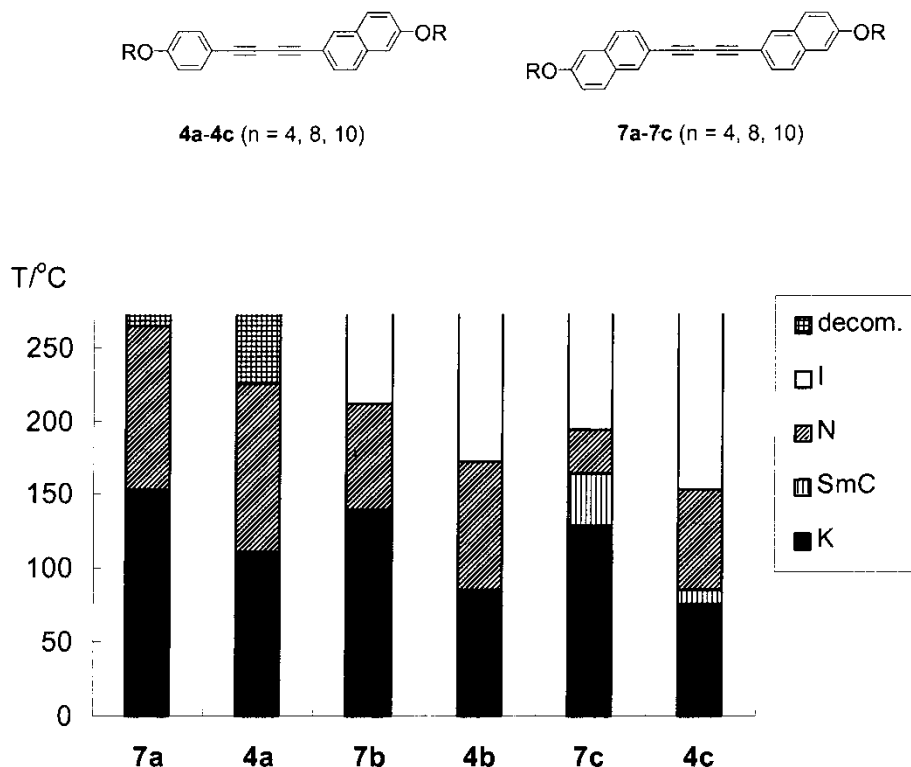 RO
OR
RO
OR
4a-4c (n = 4, 8, 10)
7a-7c (n = 4, 8, 10)
T/°C
250
200
150
100
50
0
decom.
I
N
SmC
K
7a 4a 7b 4b 7c 4c